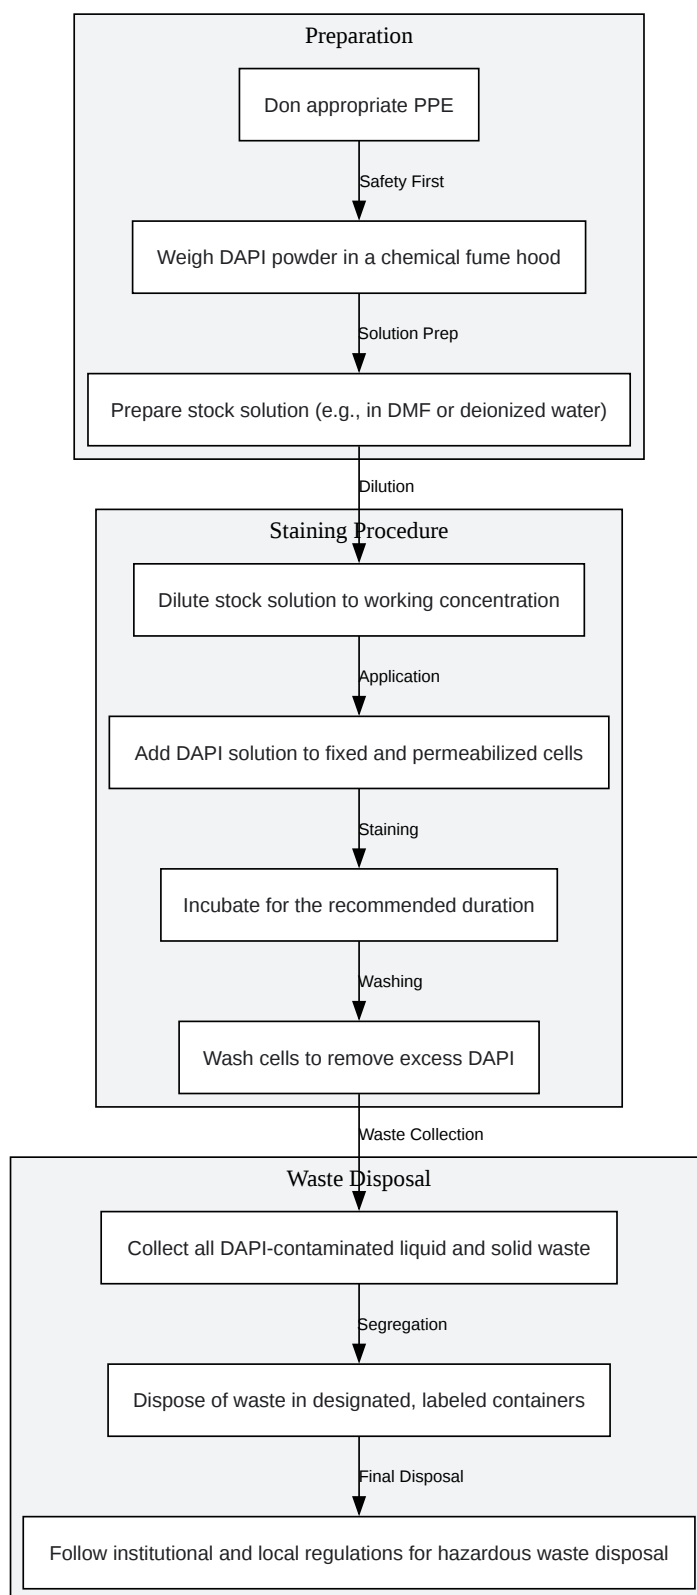 Preparation
Don appropriate PPE
Safety First
Weigh DAPI powder in a chemical fume hood
Solution Prep
Prepare stock solution (e.g., in DMF or deionized water)
Dilution
Staining Procedure
Dilute stock solution to working concentration
Application
Add DAPI solution to fixed and permeabilized cells
Staining
Incubate for the recommended duration
Washing
Wash cells to remove excess DAPI
Waste Collection
Waste Disposal
Collect all DAPI-contaminated liquid and solid waste
Segregation
Dispose of waste in designated, labeled containers
Final Disposal
Follow institutional and local regulations for hazardous waste disposal